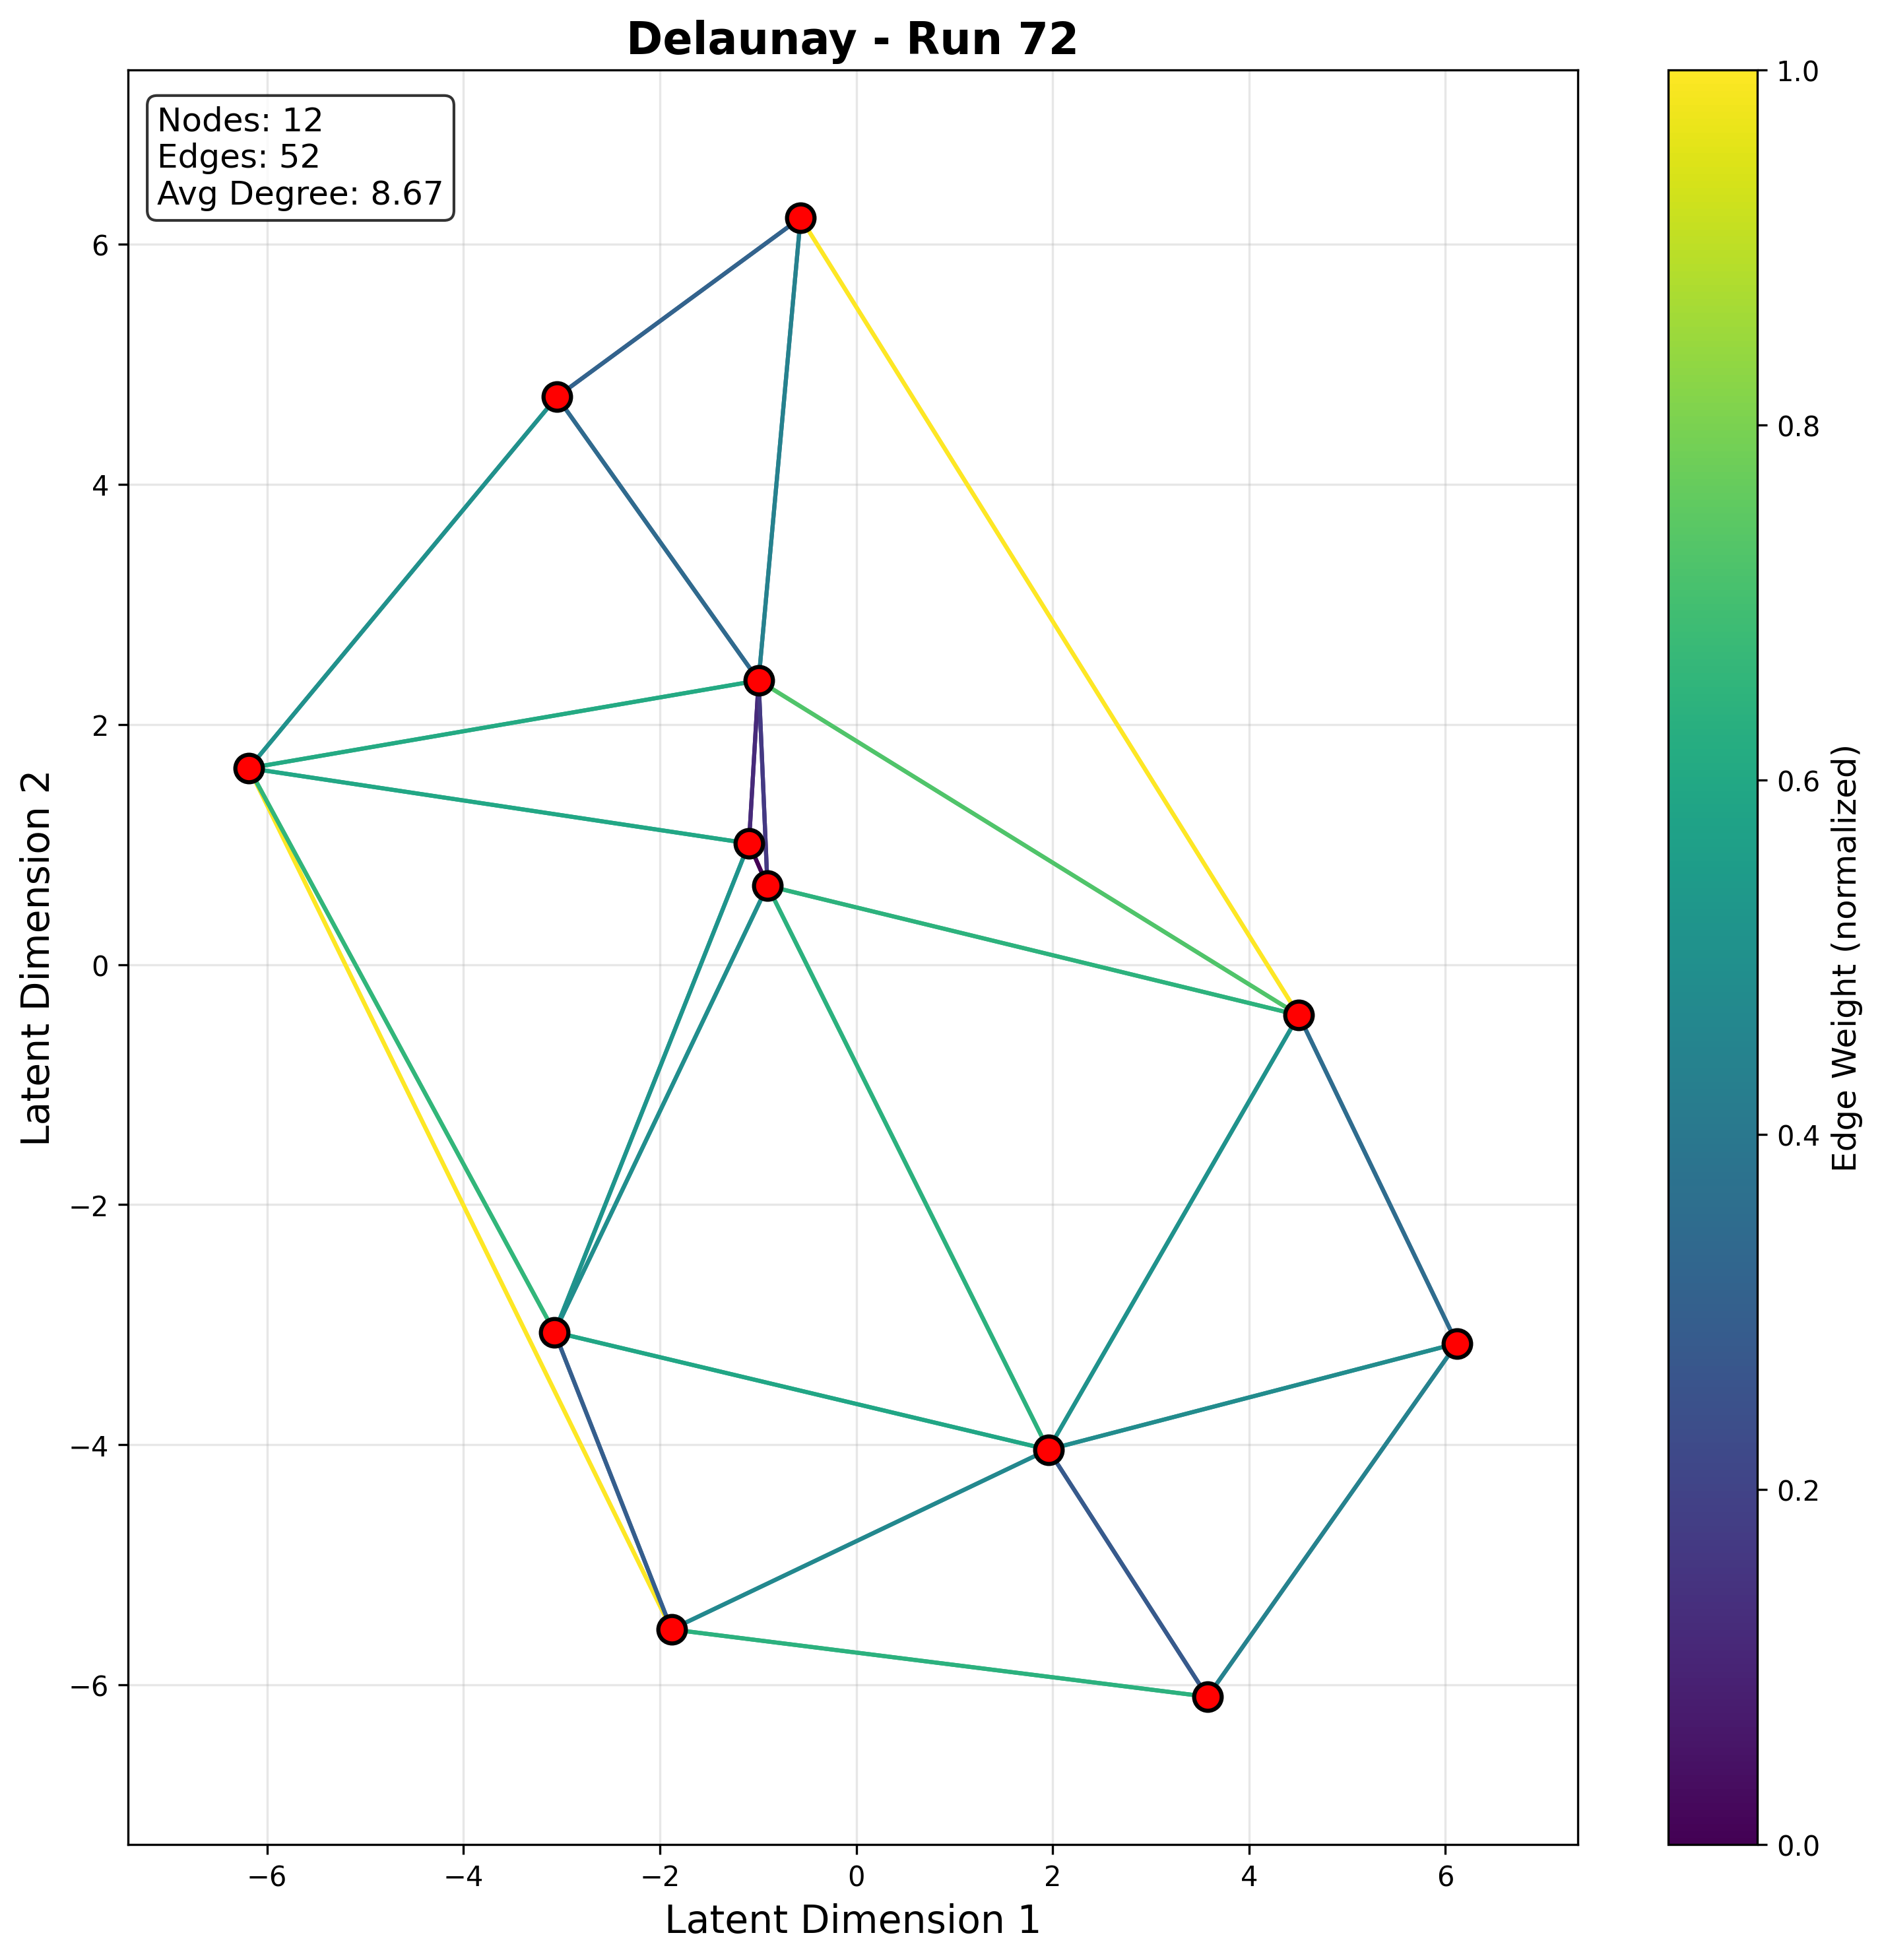 Delaunay - Run 72
Nodes: 12
Edges: 52
Avg Degree: 8.67
6
4
2
0
−2
−4
−6
Latent Dimension 2
−6
−4
−2
0
2
4
6
Latent Dimension 1
1.0
0.8
0.6
0.4
0.2
0.0
Edge Weight (normalized)